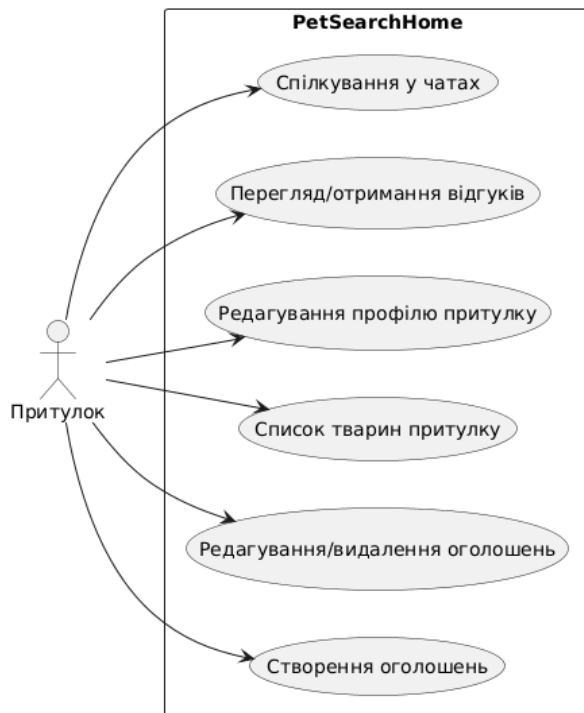 PetSearchHome
Спілкування у чатах
Перегляд/отримання відгуків
Редагування профілю притулку
Притулок
Список тварин притулку
Редагування/видалення оголошень
Створення оголошень